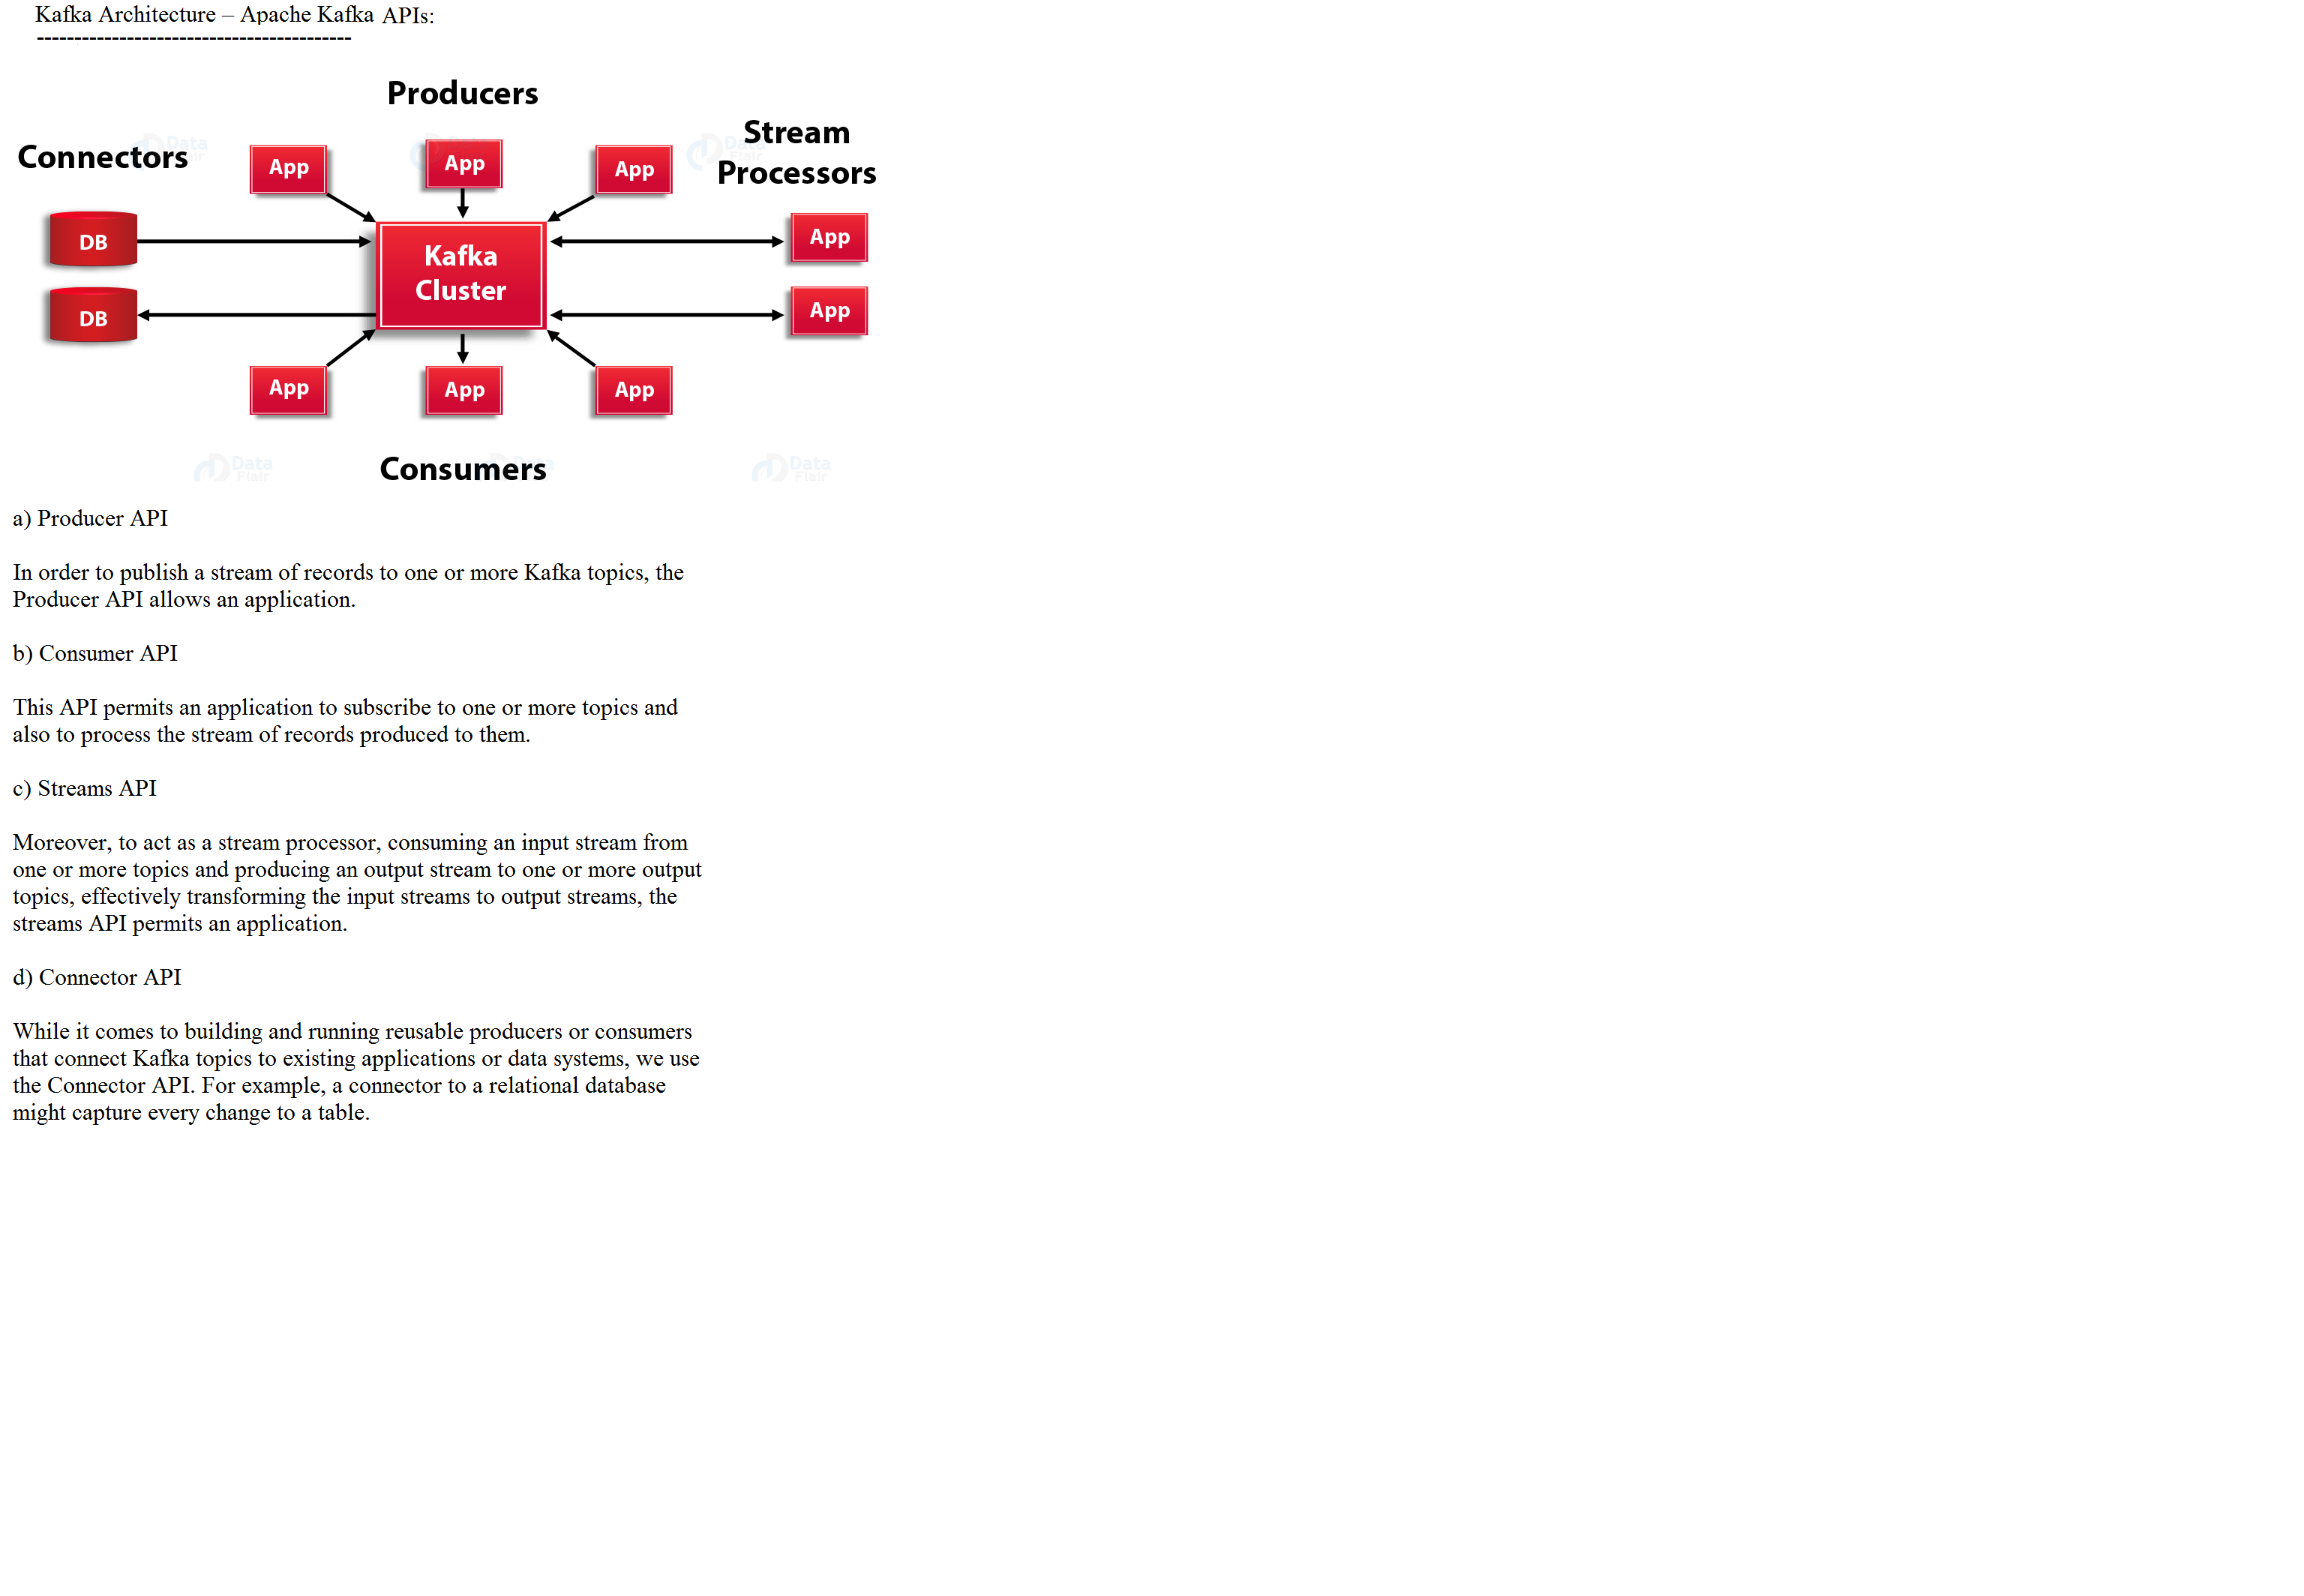 Kafka Architecture – Apache Kafka APIs:
------------------------------------------
Producers
Stream
Processors
Connectors
App
App
App
DB
Kafka
Cluster
App
DB
App
App
App
App
Consumers
Data
Flair
Data
Flair
a) Producer API
In order to publish a stream of records to one or more Kafka topics, the
Producer API allows an application.
b) Consumer API
This API permits an application to subscribe to one or more topics and
also to process the stream of records produced to them.
c) Streams API
Moreover, to act as a stream processor, consuming an input stream from
one or more topics and producing an output stream to one or more output
topics, effectively transforming the input streams to output streams, the
streams API permits an application.
d) Connector API
While it comes to building and running reusable producers or consumers
that connect Kafka topics to existing applications or data systems, we use
the Connector API. For example, a connector to a relational database
might capture every change to a table.